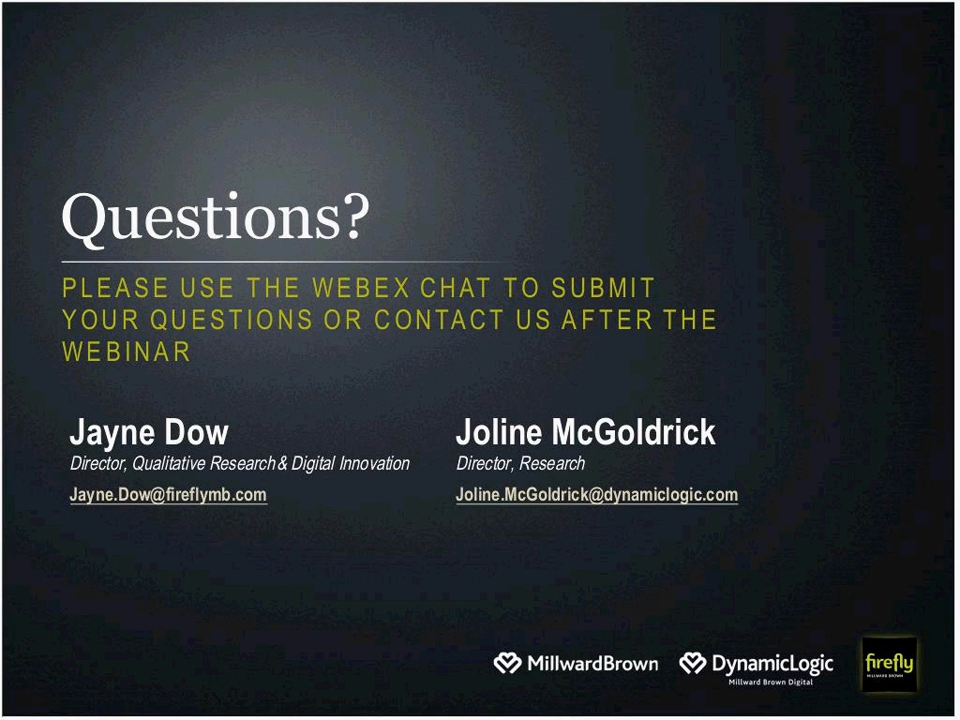 Questions?
PLEASE USE THE WEBEX CHAT TO SUBMIT
YOUR QUESTIONS OR CONTACT US AFTER THE
WEBINAR
Jayne Dow
Director, Qualitative Research & Digital Innovation
Jayne.Dow@fireflymb.com
Joline McGoldrick
Director, Research
Joline.McGoldrick@dynamiclogic.com
MillwardBrown
DynamicLogic
Millward Brown Digital
firefly
MILLWARD BROWN